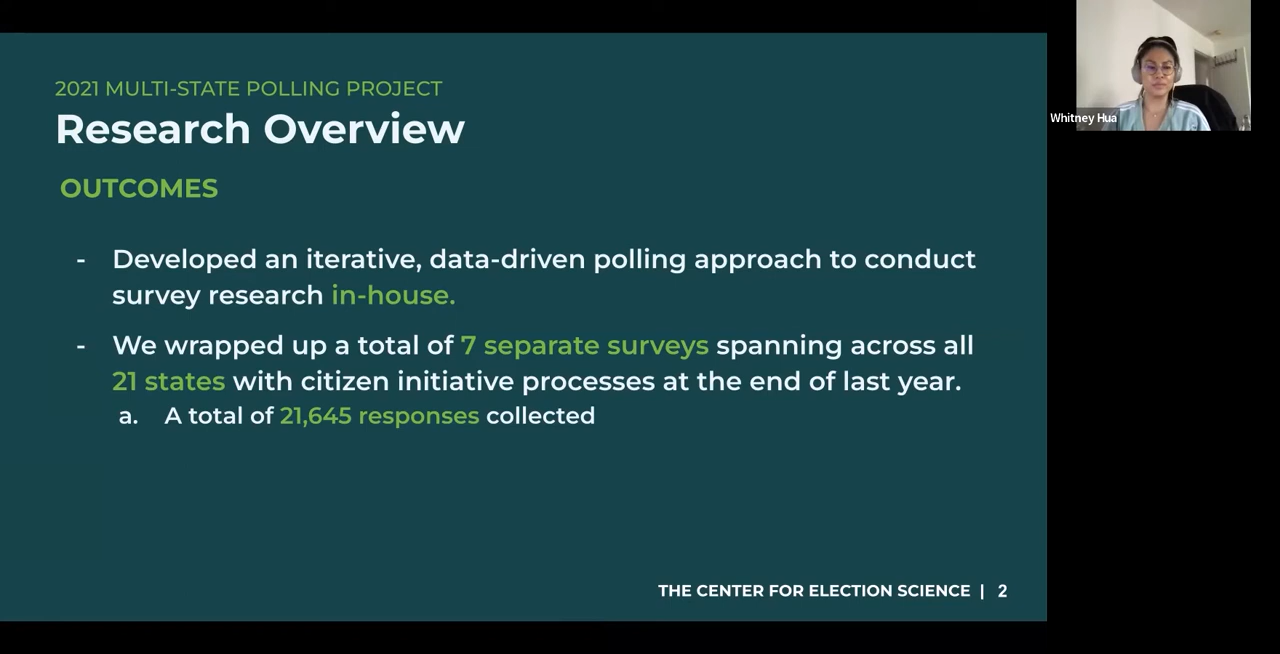 2021 MULTI-STATE POLLING PROJECT
Research Overview
OUTCOMES
- Developed an iterative, data-driven polling approach to conduct
survey research in-house.
- We wrapped up a total of 7 separate surveys spanning across all
21 states with citizen initiative processes at the end of last year.
a. A total of 21,645 responses collected
THE CENTER FOR ELECTION SCIENCE | 2
Whitney Hua